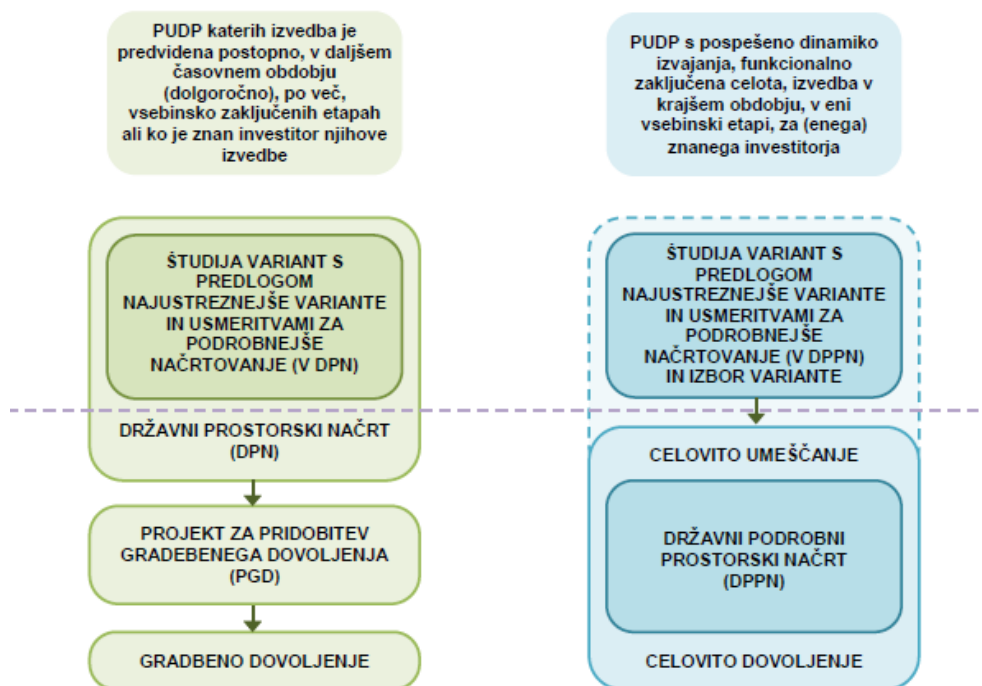 PUDP katerih izvedba je
predvidena postopno, v daljšem
časovnem obdobju
(dolgoročno), po več,
vsebinsko zaključenih etapah
ali ko je znan investitor njihove
izvedbe
ŠTUDIJA VARIANT S
PREDLOGOM
NAJUSTREZNEJŠE VARIANTE
IN USMERITVAMI ZA
PODROBNEJŠE
NAČRTOVANJE (V DPN)
DRŽAVNI PROSTORSKI NAČRT
(DPN)
PROJEKT ZA PRIDOBITEV
GRADEBENEGA DOVOLJENJA
(PGD)
GRADBENO DOVOLJENJE
PUDP s pospešeno dinamiko
izvajanja, funkcionalno
zaključena celota, izvedba v
krajšem obdobju, v eni
vsebinski etapi, za (enega)
znanega investitorja
ŠTUDIJA VARIANT S
PREDLOGOM
NAJUSTREZNEJŠE VARIANTE
IN USMERITVAMI ZA
PODROBNEJŠE
NAČRTOVANJE (V DPPN)
IN IZBOR VARIANTE
CELOVITO UMEŠČANJE
DRŽAVNI PODROBNI
PROSTORSKI NAČRT
(DPPN)
CELOVITO DOVOLJENJE